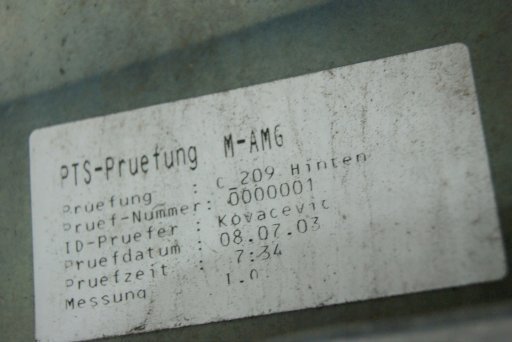 PTS-Pruefung M-AMG
Pruefung : C_209 Hinten
Pruef-Nummer: 0000001
ID-Pruefer : Kovacevic
Pruefdatum : 08.07.03
Pruefzeit : 7:34
Messung 1.0